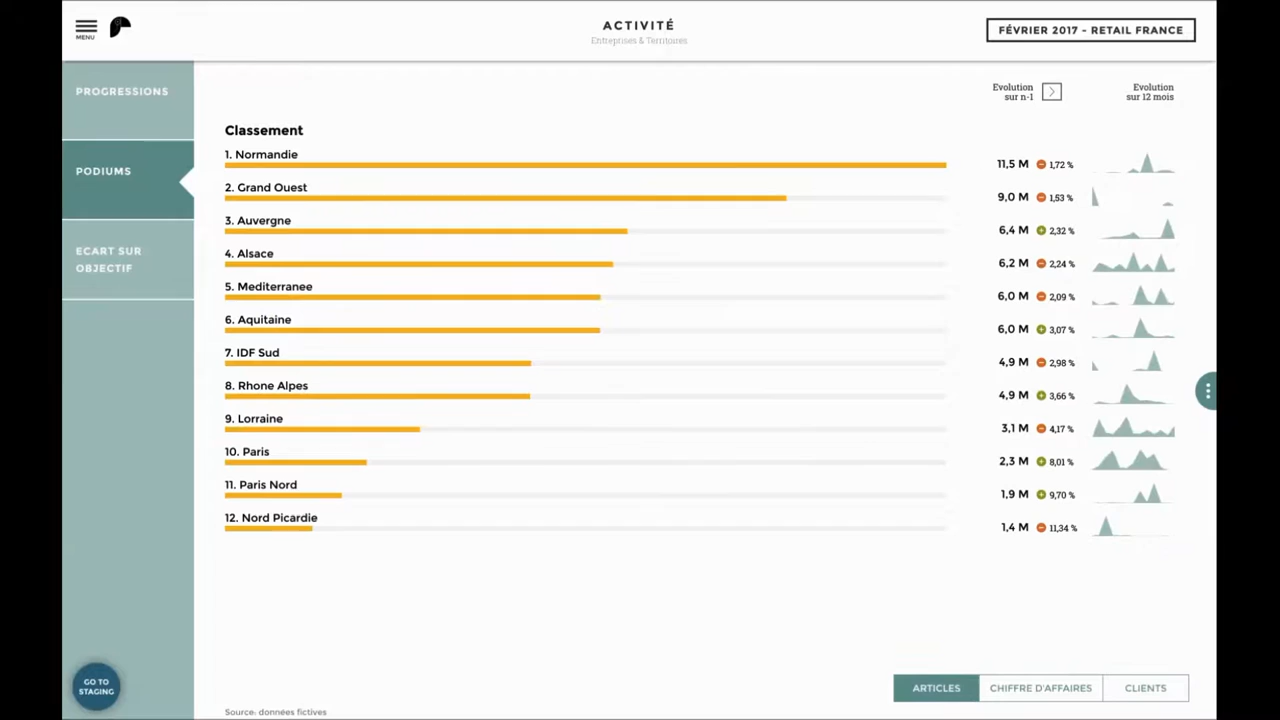 MENU
ACTIVITÉ
Entreprises & Territoires
FÉVRIER 2017 - RETAIL FRANCE
PROGRESSIONS
PODIUMS
ECART SUR
OBJECTIF
Evolution
sur n-1
Evolution
sur 12 mois
Classement
1. Normandie
11,5 M 1,72 %
2. Grand Ouest
9,0 M 1,53 %
3. Auvergne
6,4 M 2,32 %
4. Alsace
6,2 M 2,24 %
5. Mediterranee
6,0 M 2,09 %
6. Aquitaine
6,0 M 3,07 %
7. IDF Sud
4,9 M 2,98 %
8. Rhone Alpes
4,9 M 3,66 %
9. Lorraine
3,1 M 4,17 %
10. Paris
2,3 M 8,01 %
11. Paris Nord
1,9 M 9,70 %
12. Nord Picardie
1,4 M 11,34 %
GO TO
STAGING
ARTICLES
CHIFFRE D'AFFAIRES
CLIENTS
Source: données fictives